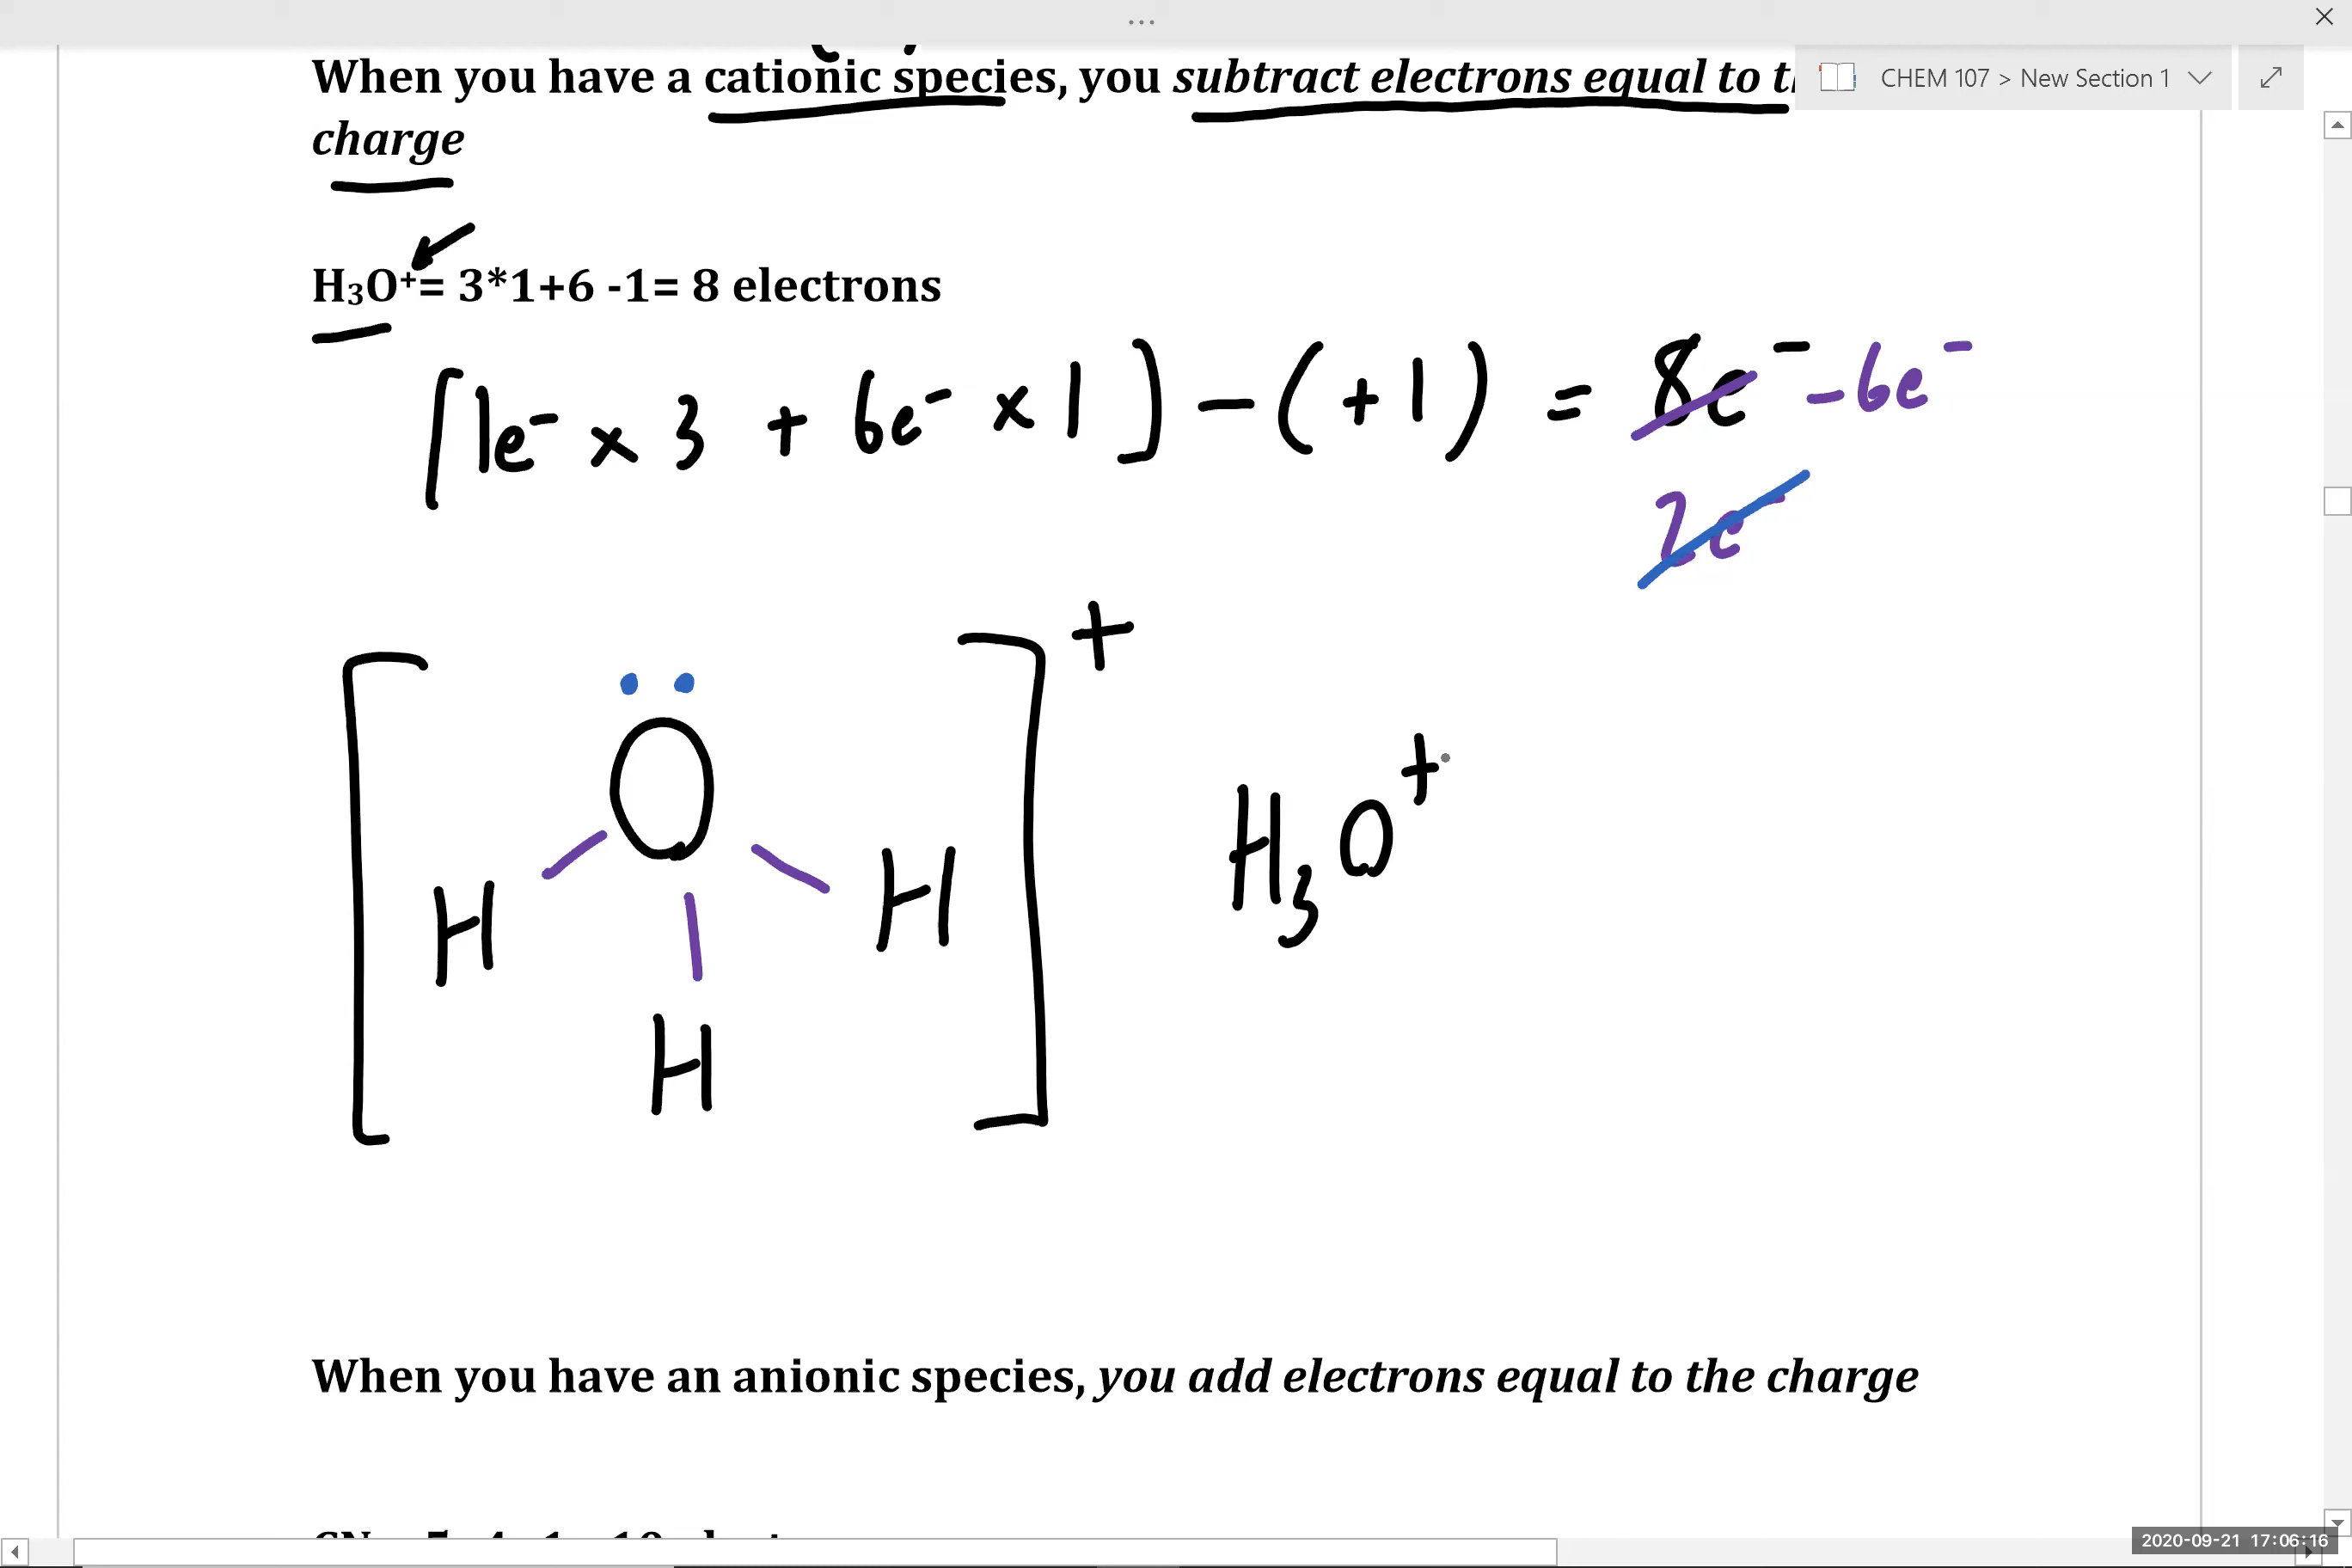 When you have a cationic species, you subtract electrons equal to
CHEM 107 > New Section 1
charge
H₃O⁺= 3*1+6 -1= 8 electrons
[1e⁻ x 3 + 6e⁻ x 1] - (+1) = 8e⁻ - 6e⁻
2e⁻
[H O H H]⁺
H₃O⁺
When you have an anionic species, you add electrons equal to the charge
2020-09-21 17:06:16